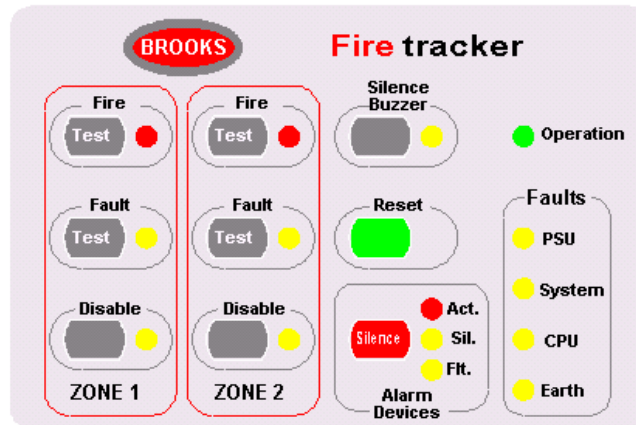 BROOKS
Fire tracker
Fire
Test
Fault
Test
Disable
ZONE 1
Fire
Test
Fault
Test
Disable
ZONE 2
Silence
Buzzer
Reset
Silence
Act.
Sil.
Flt.
Alarm
Devices
Operation
Faults
PSU
System
CPU
Earth